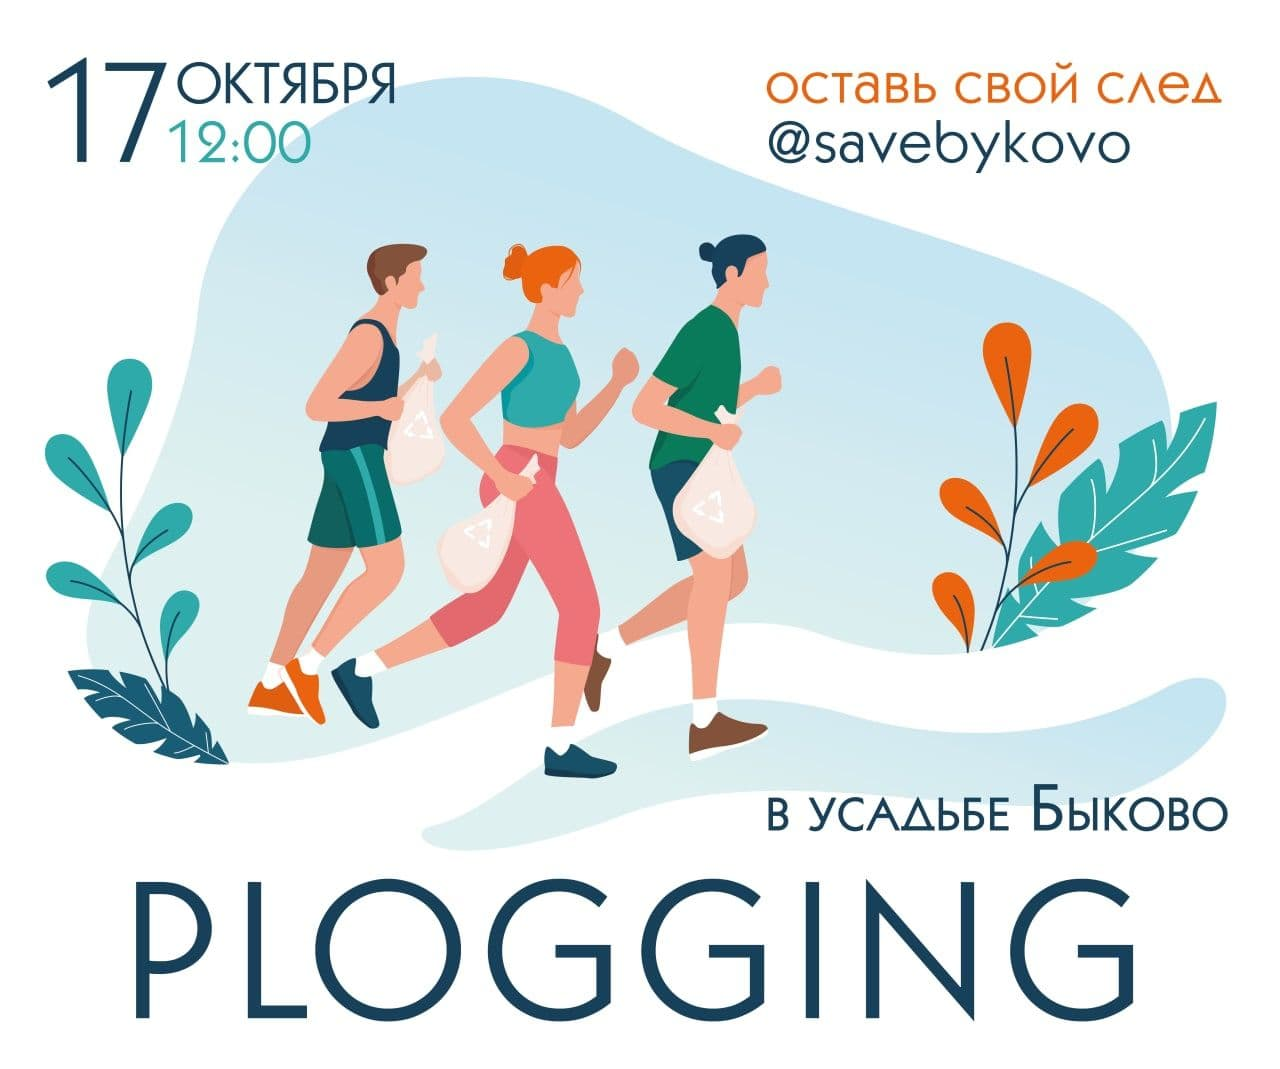 17 ОКТЯБРЯ
12:00
ОСТАВЬ СВОЙ СЛЕД
@savebykovo
В УСАДЬБЕ БЫКОВО
PLOGGING